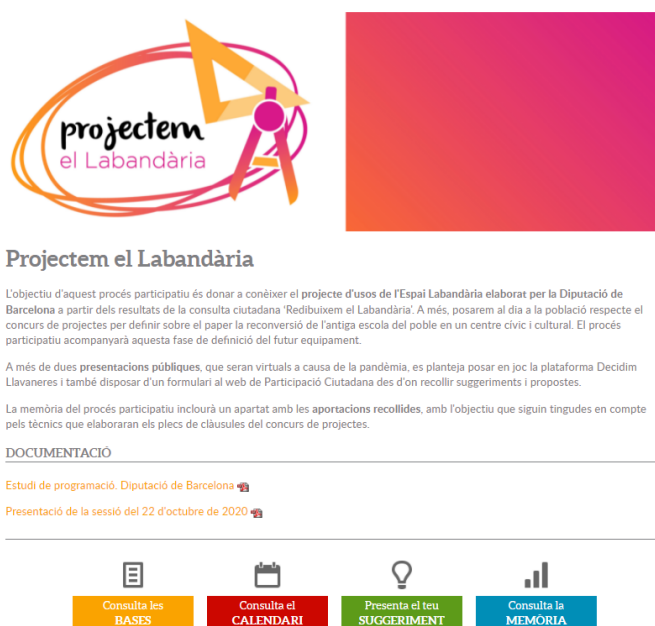 projectem
el Labandària
Projectem el Labandària
L'objectiu d'aquest procés participatiu és donar a conèixer el projecte d'usos de l'Espai Labandària elaborat per la Diputació de
Barcelona a partir dels resultats de la consulta ciutadana 'Redibuixem el Labandària'. A més, posarem al dia a la població respecte el
concurs de projectes per definir sobre el paper la reconversió de l'antiga escola del poble en un centre cívic i cultural. El procés
participatiu acompanyarà aquesta fase de definició del futur equipament.
A més de dues presentacions públiques, que seran virtuals a causa de la pandèmia, es planteja posar en joc la plataforma Decidim
Llavaneres i també disposar d'un formulari al web de Participació Ciutadana des d'on recollir suggeriments i propostes.
La memòria del procés participatiu inclourà un apartat amb les aportacions recollides, amb l'objectiu que siguin tingudes en compte
pels tècnics que elaboraran els plecs de clàusules del concurs de projectes.
DOCUMENTACIÓ
Estudi de programació. Diputació de Barcelona
Presentació de la sessió del 22 d'octubre de 2020
Consulta les
BASES
Consulta el
CALENDARI
Presenta el teu
SUGGERIMENT
Consulta la
MEMÒRIA